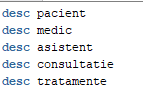 desc pacient
desc medic
desc asistent
desc consultatie
desc tratamente